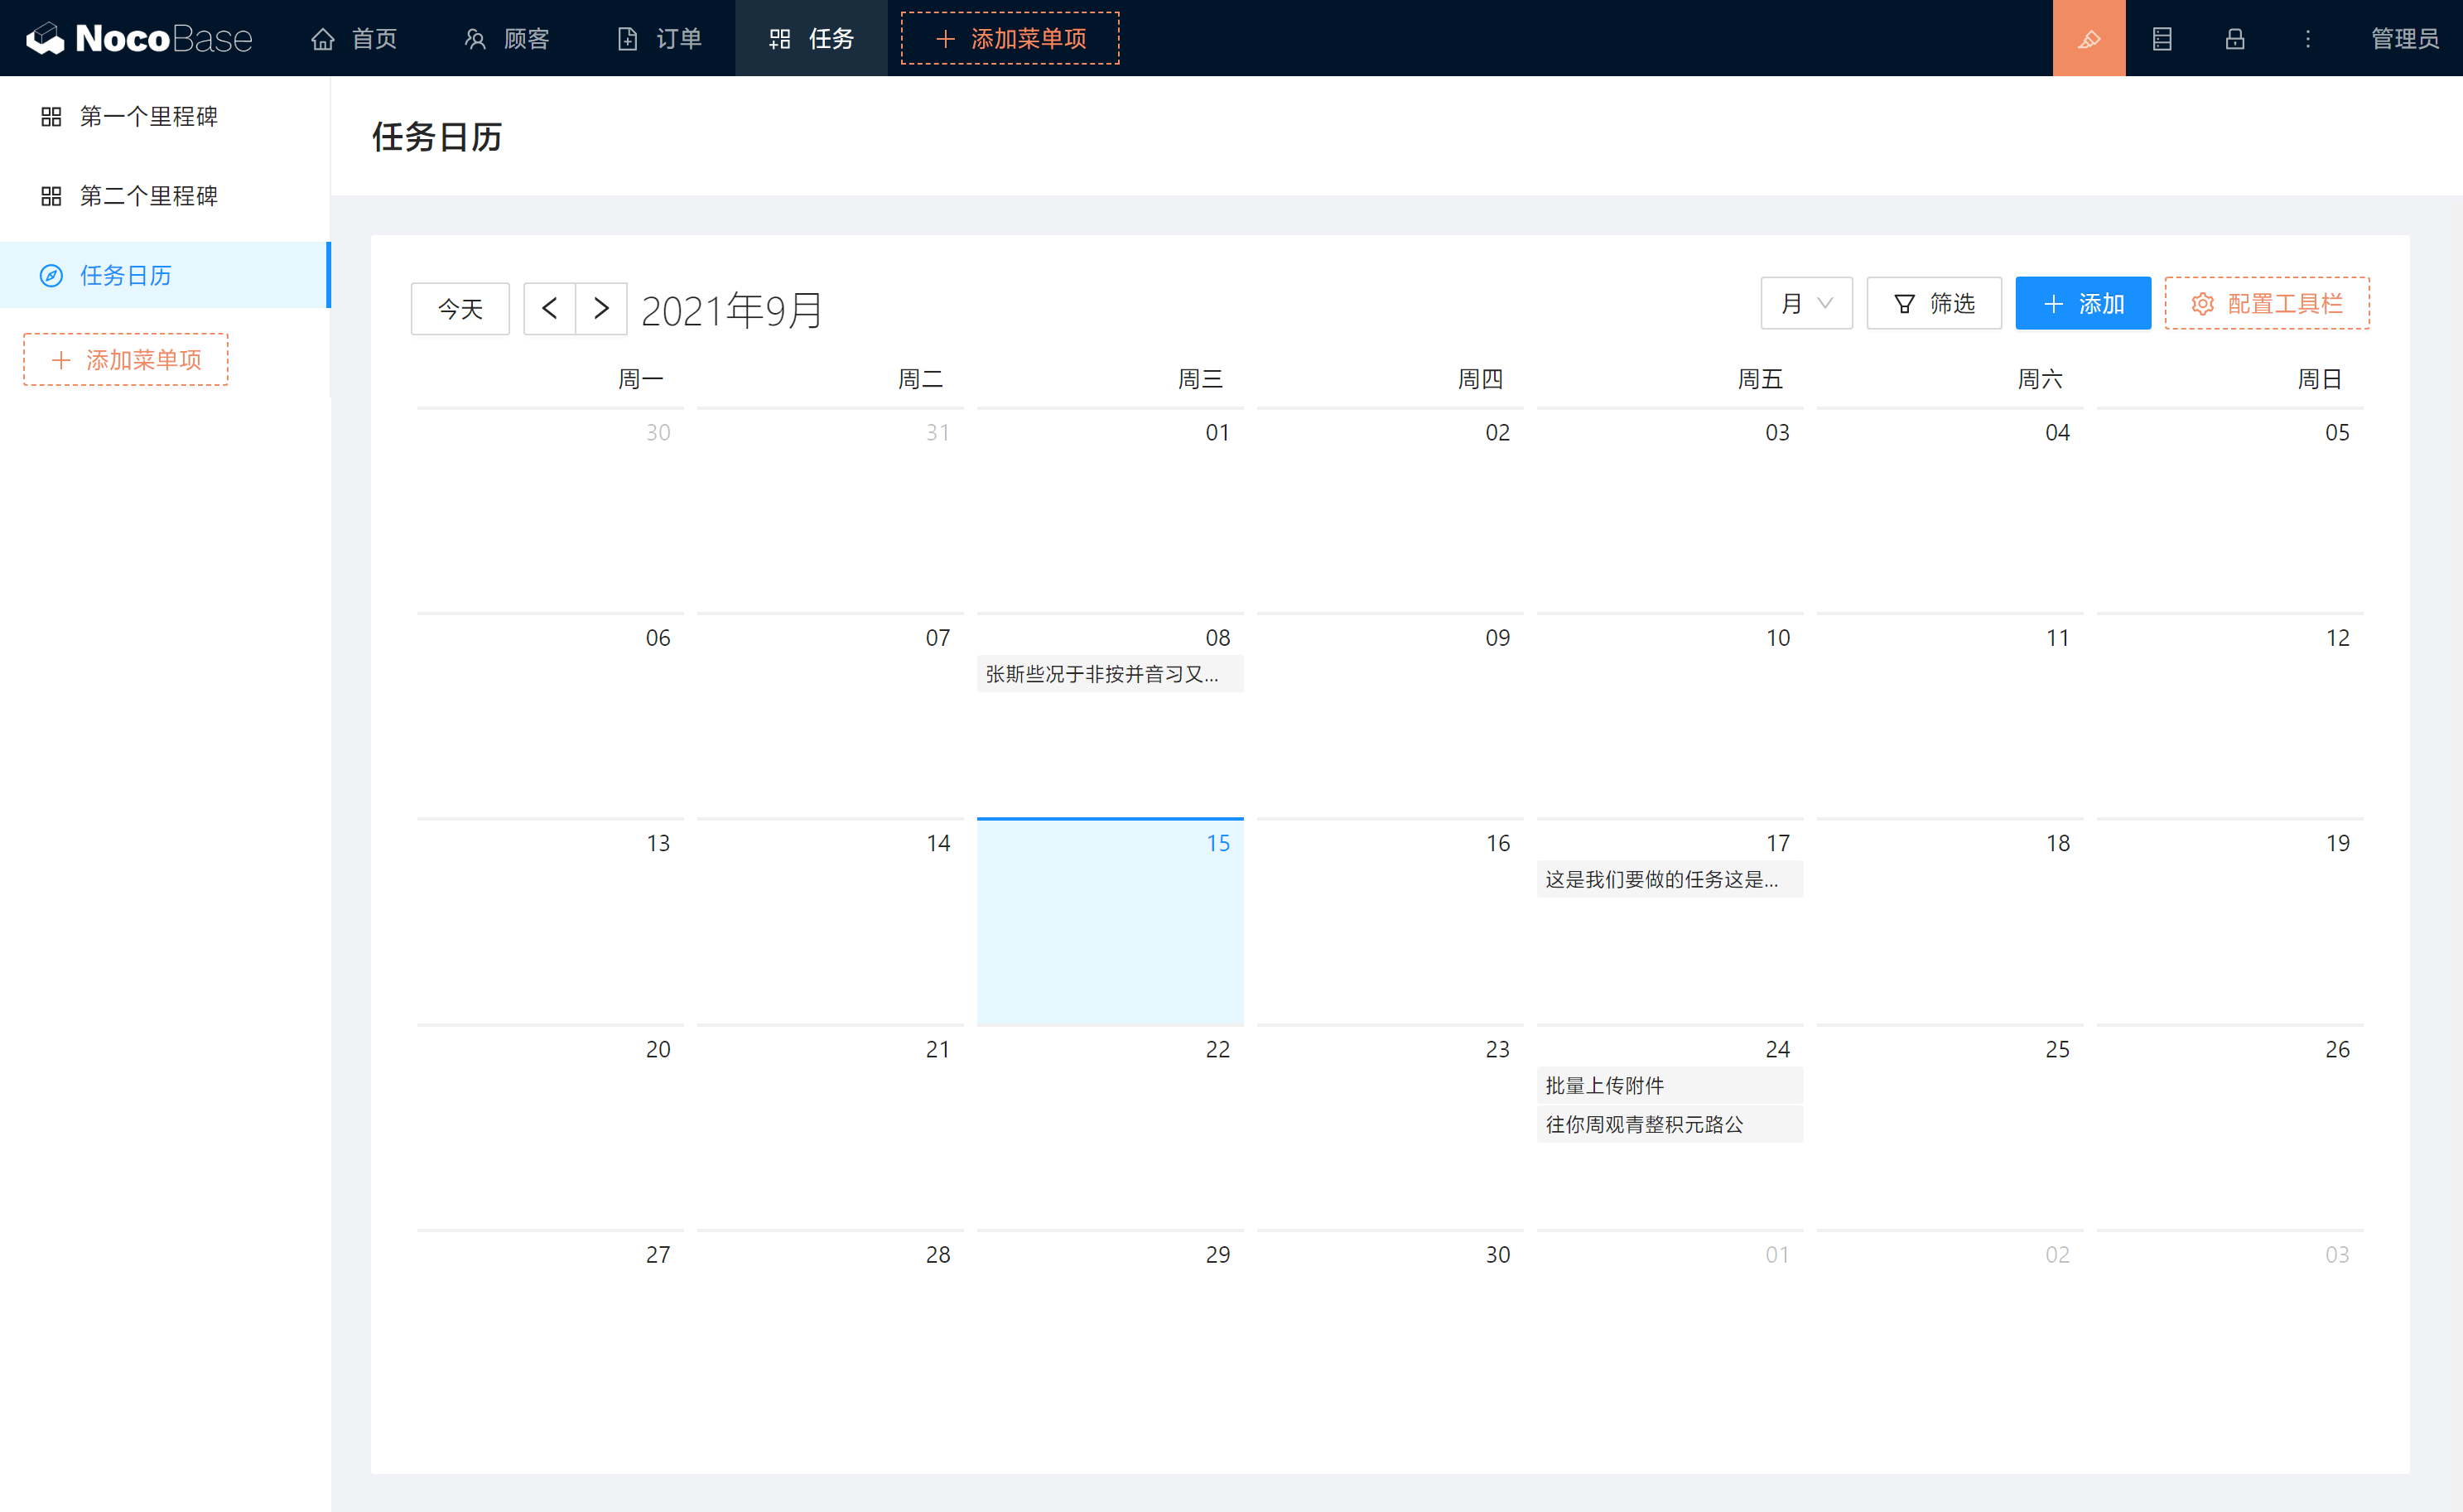 NocoBase 首页 顾客 订单 任务 添加菜单项 管理员
第一个里程碑
第二个里程碑
任务日历
添加菜单项
任务日历
今天 2021年9月 月 筛选 添加 配置工具栏
周一 周二 周三 周四 周五 周六 周日
30 31 01 02 03 04 05
06 07 08 09 10 11 12
张斯些况于非按并音习又...
13 14 15 16 17 18 19
这是我们要做的任务这是...
20 21 22 23 24 25 26
批量上传附件
往你周观青整积元路公
27 28 29 30 01 02 03